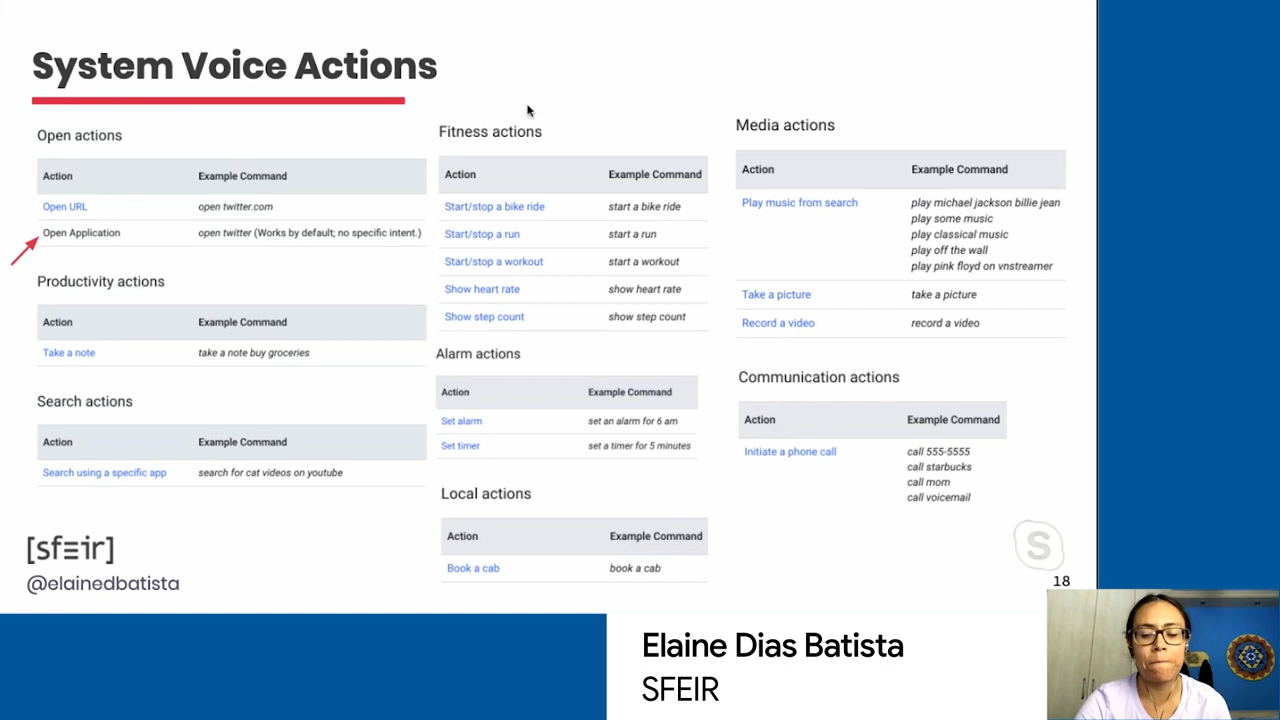 System Voice Actions
Open actions
Action Example Command
Open URL open twitter.com
Open Application open twitter (Works by default; no specific intent.)
Productivity actions
Action Example Command
Take a note take a note buy groceries
Search actions
Action Example Command
Search using a specific app search for cat videos on youtube
Fitness actions
Action Example Command
Start/stop a bike ride start a bike ride
Start/stop a run start a run
Start/stop a workout start a workout
Show heart rate show heart rate
Show step count show step count
Alarm actions
Action Example Command
Set alarm set an alarm for 6 am
Set timer set a timer for 5 minutes
Local actions
Action Example Command
Book a cab book a cab
Media actions
Action Example Command
Play music from search play michael jackson billie jean
play some music
play classical music
play off the wall
play pink floyd on vnstreamer
Take a picture take a picture
Record a video record a video
Communication actions
Action Example Command
Initiate a phone call call 555-5555
call starbucks
call mom
call voicemail
[sfeir]
@elainedbatista
S
18
Elaine Dias Batista
SFEIR